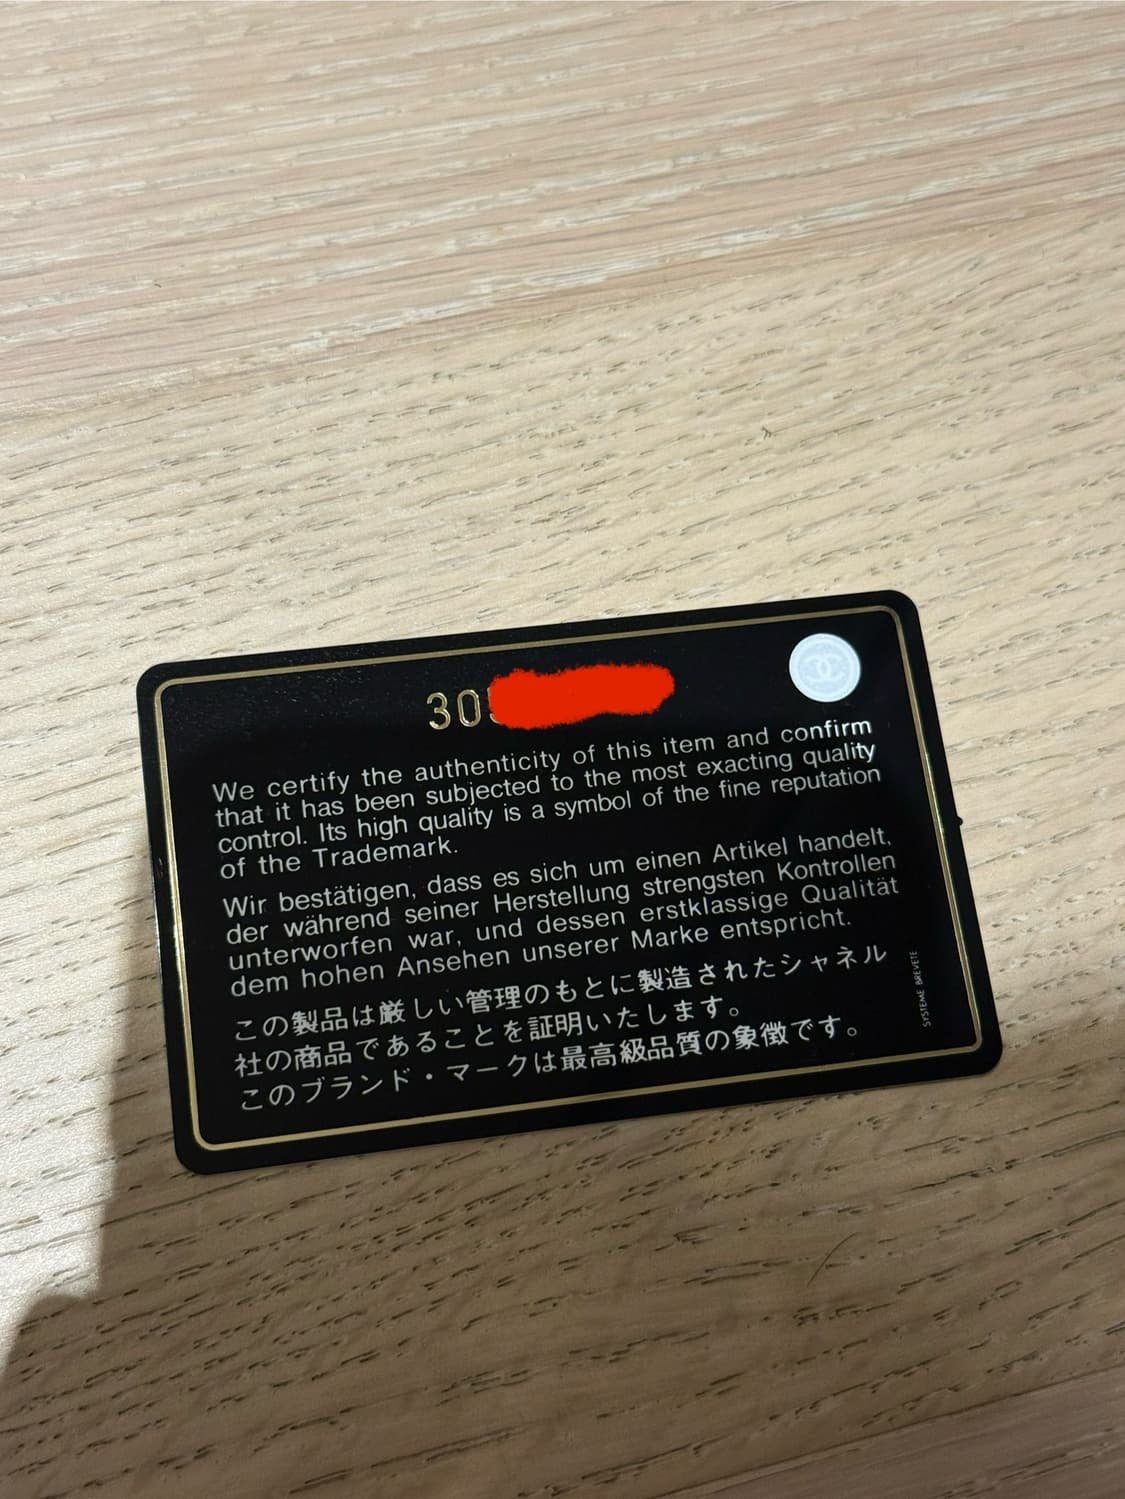 30
We certify the authenticity of this item and confirm
that it has been subjected to the most exacting quality
control. Its high quality is a symbol of the fine reputation
of the Trademark.
Wir bestätigen, dass es sich um einen Artikel handelt,
der während seiner Herstellung strengsten Kontrollen
unterworfen war, und dessen erstklassige Qualität
dem hohen Ansehen unserer Marke entspricht.
この製品は厳しい管理のもとに製造されたシャネル
社の商品であることを証明いたします。
このブランド・マークは最高級品質の象徴です。
SYSTEME BREVETE